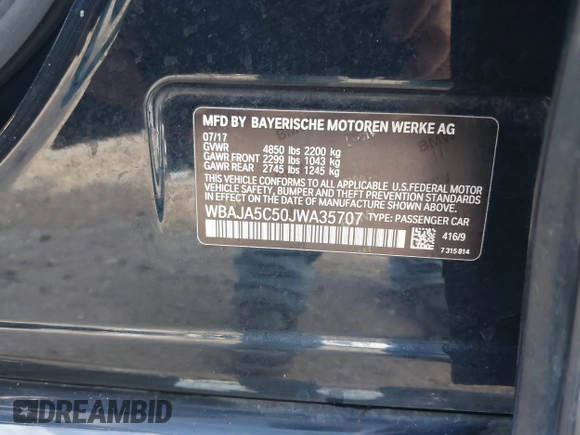 MFD BY BAYERISCHE MOTOREN WERKE AG
07/17
GVWR 4850 lbs 2200 kg
GAWR FRONT 2299 lbs 1043 kg
GAWR REAR 2745 lbs 1245 kg
THIS VEHICLE CONFORMS TO ALL APPLICABLE U.S.FEDERAL MOTOR
VEHICLE SAFETY, BUMPER, AND THEFT PREVENTION STANDARDS
IN EFFECT ON THE DATE OF MANUFACTURE SHOWN ABOVE.
WBAJA5C50JWA35707 TYPE: PASSENGER CAR
416/9
7 315 814
DREAMBID